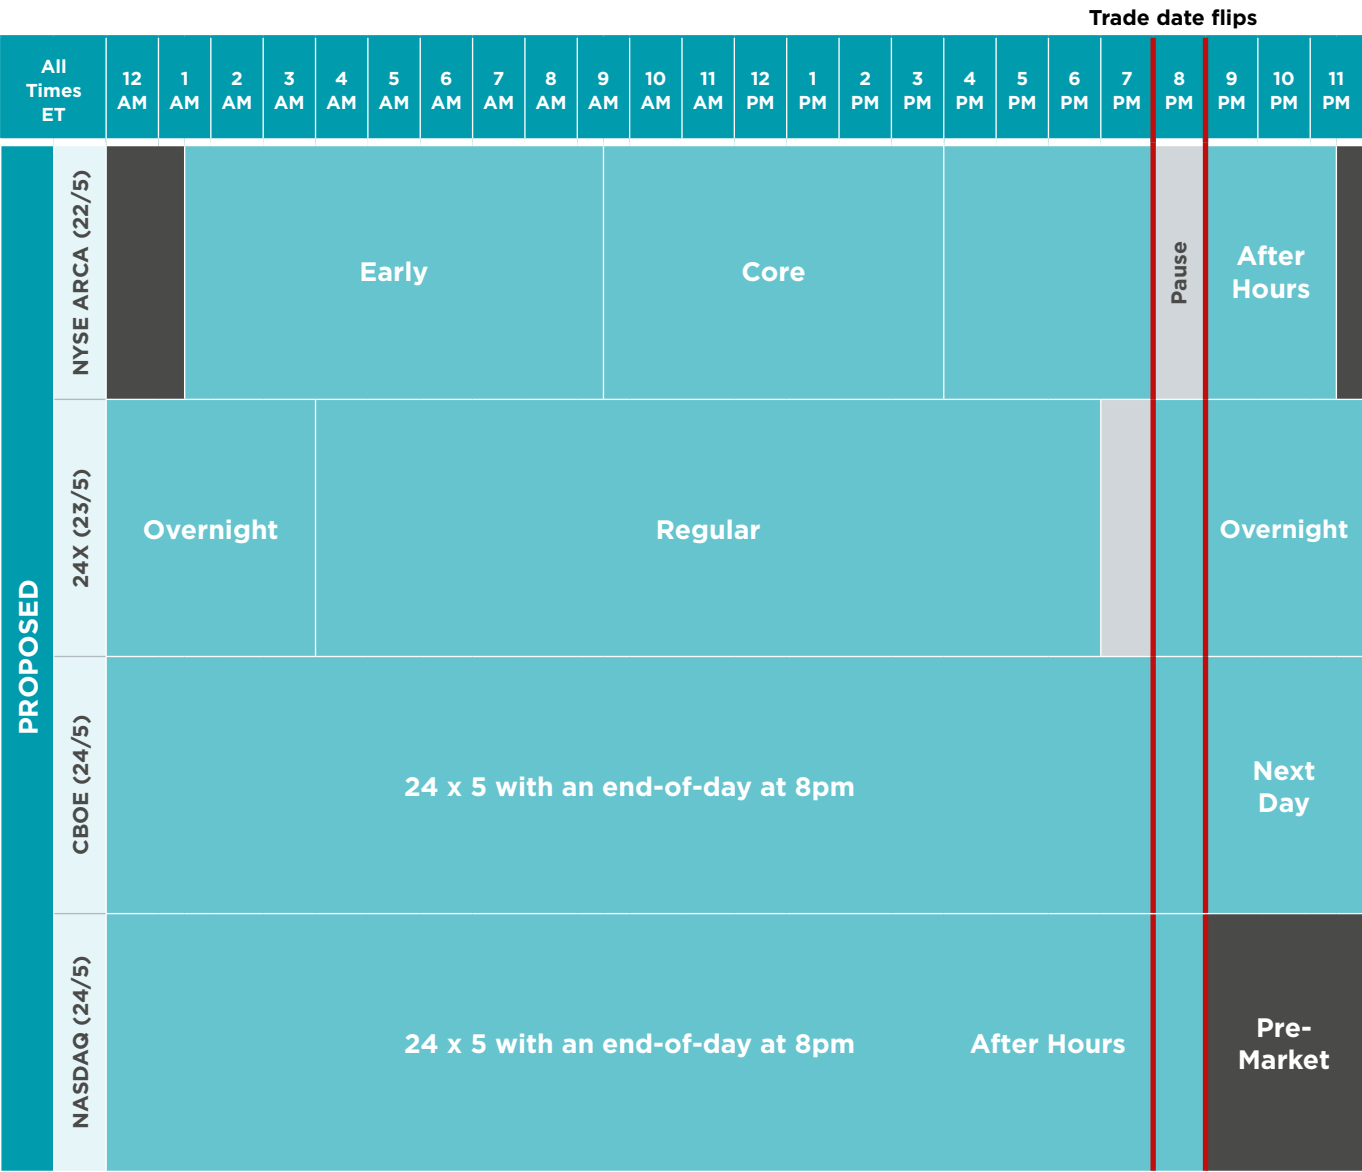 Trade date flips
All
Times
ET
12
AM
1
AM
2
AM
3
AM
4
AM
5
AM
6
AM
7
AM
8
AM
9
AM
10
AM
11
AM
12
PM
1
PM
2
PM
3
PM
4
PM
5
PM
6
PM
7
PM
8
PM
9
PM
10
PM
11
PM
PROPOSED
NYSE ARCA (22/5)
Early
Core
Pause
After
Hours
24X (23/5)
Overnight
Regular
Overnight
CBOE (24/5)
24 x 5 with an end-of-day at 8pm
Next
Day
NASDAQ (24/5)
24 x 5 with an end-of-day at 8pm
After Hours
Pre-
Market